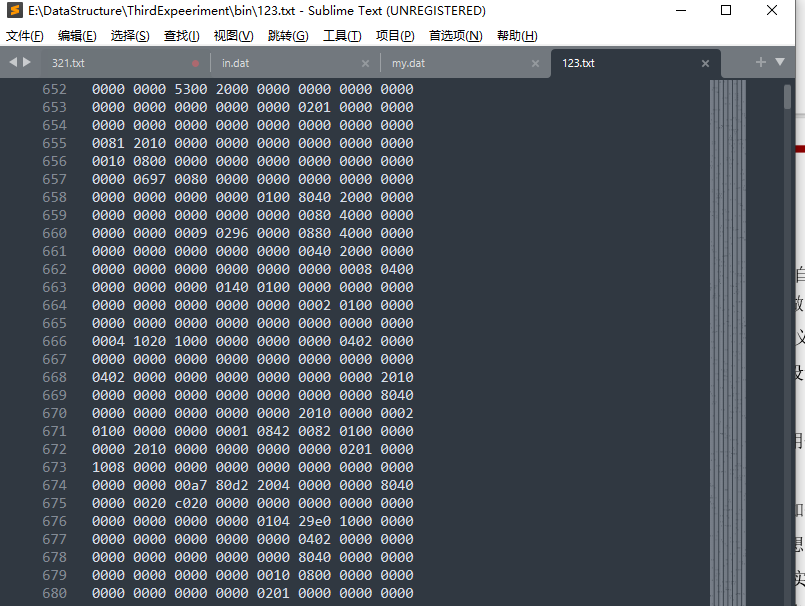 E:\DataStructure\ThirdExpeeriment\bin\123.txt - Sublime Text (UNREGISTERED)
文件(F) 编辑(E) 选择(S) 查找(I) 视图(V) 跳转(G) 工具(T) 项目(P) 首选项(N) 帮助(H)
321.txt in.dat my.dat 123.txt
652 0000 0000 5300 2000 0000 0000 0000 0000
653 0000 0000 0000 0000 0000 0201 0000 0000
654 0000 0000 0000 0000 0000 0000 0000 0000
655 0081 2010 0000 0000 0000 0000 0000 0000
656 0010 0800 0000 0000 0000 0000 0000 0000
657 0000 0697 0080 0000 0000 0000 0000 0000
658 0000 0000 0000 0000 0100 8040 2000 0000
659 0000 0000 0000 0000 0000 0080 4000 0000
660 0000 0000 0009 0296 0000 0880 4000 0000
661 0000 0000 0000 0000 0000 0040 2000 0000
662 0000 0000 0000 0000 0000 0000 0008 0400
663 0000 0000 0000 0140 0100 0000 0000 0000
664 0000 0000 0000 0000 0000 0002 0100 0000
665 0000 0000 0000 0000 0000 0000 0000 0000
666 0004 1020 1000 0000 0000 0000 0402 0000
667 0000 0000 0000 0000 0000 0000 0000 0000
668 0402 0000 0000 0000 0000 0000 0000 2010
669 0000 0000 0000 0000 0000 0000 0000 8040
670 0000 0000 0000 0000 0000 2010 0000 0002
671 0100 0000 0000 0001 0842 0082 0100 0000
672 0000 2010 0000 0000 0000 0000 0201 0000
673 1008 0000 0000 0000 0000 0000 0000 0000
674 0000 0000 00a7 80d2 2004 0000 0000 8040
675 0000 0020 c020 0000 0000 0000 0000 0000
676 0000 0000 0000 0000 0104 29e0 1000 0000
677 0000 0000 0000 0000 0000 0402 0000 0000
678 0000 0000 0000 0000 0000 8040 0000 0000
679 0000 0000 0000 0000 0010 0800 0000 0000
680 0000 0000 0000 0000 0201 0000 0000 0000